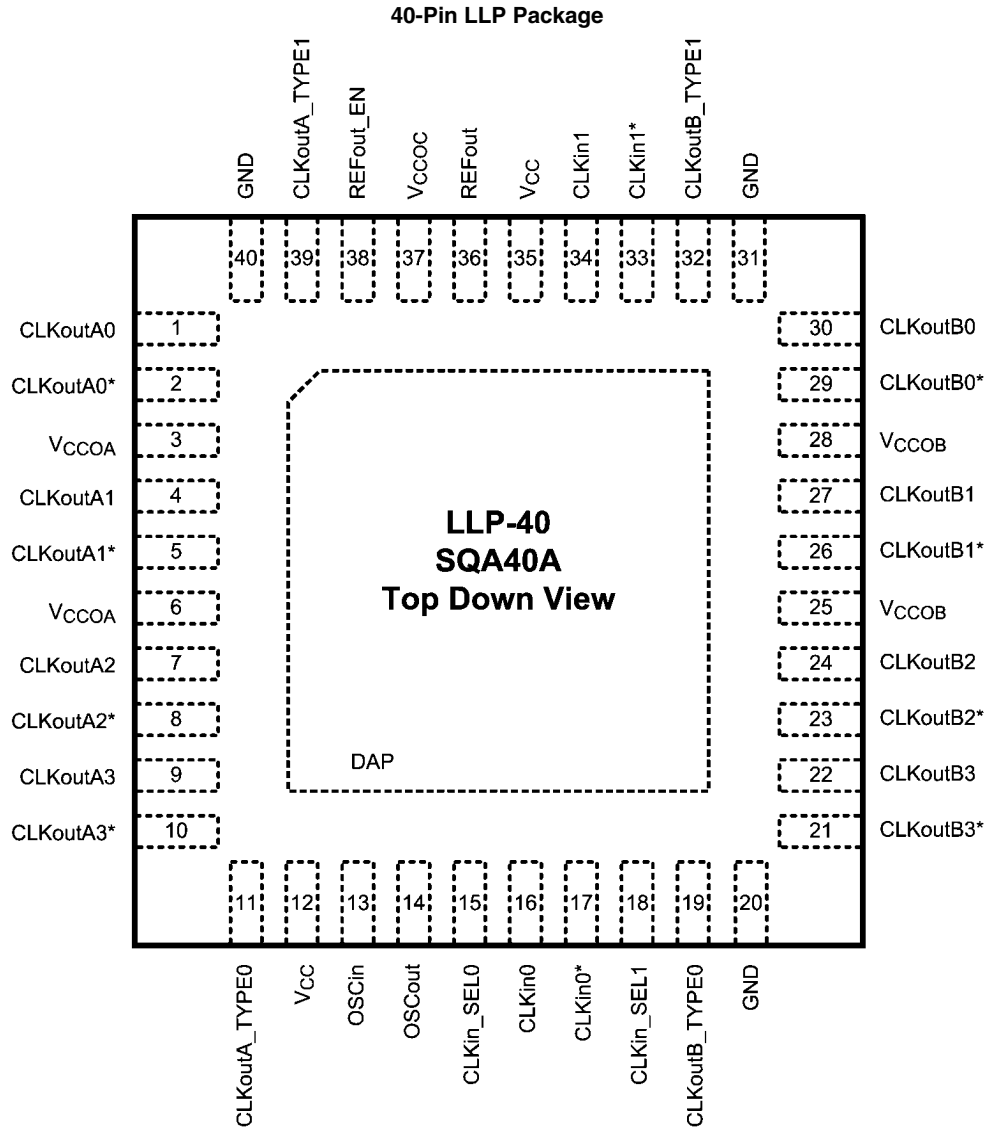 40-Pin LLP Package
GND
CLKoutA_TYPE1
REFout_EN
VCCOC
REFout
VCC
CLKin1
CLKin1*
CLKoutB_TYPE1
GND
40 39 38 37 36 35 34 33 32 31
CLKoutA0 1 30 CLKoutB0
CLKoutA0* 2 29 CLKoutB0*
VCCOA 3 28 VCCOB
CLKoutA1 4 27 CLKoutB1
CLKoutA1* 5 26 CLKoutB1*
VCCOA 6 25 VCCOB
CLKoutA2 7 24 CLKoutB2
CLKoutA2* 8 23 CLKoutB2*
CLKoutA3 9 22 CLKoutB3
CLKoutA3* 10 21 CLKoutB3*
LLP-40
SQA40A
Top Down View
DAP
11 12 13 14 15 16 17 18 19 20
CLKoutA_TYPE0
VCC
OSCin
OSCout
CLKin_SEL0
CLKin0
CLKin0*
CLKin_SEL1
CLKoutB_TYPE0
GND